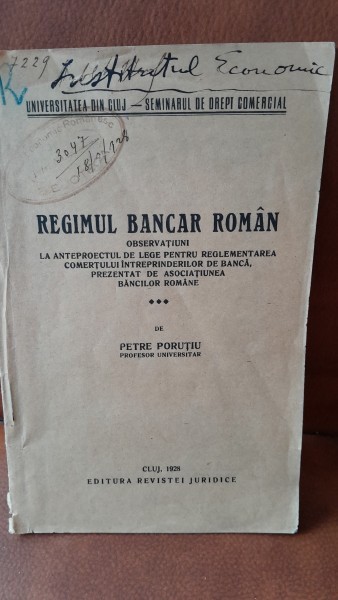 7229 Institutul Economic
K
UNIVERSITATEA DIN CLUJ — SEMINARUL DE DREPT COMERCIAL
3047
REGIMUL BANCAR ROMÂN
OBSERVAȚIUNI
LA ANTEPROECTUL DE LEGE PENTRU REGLEMENTAREA
COMERȚULUI ÎNTREPRINDERILOR DE BANCĂ,
PREZENTAT DE ASOCIAȚIUNEA
BĂNCILOR ROMÂNE
DE
PETRE PORUȚIU
PROFESOR UNIVERSITAR
CLUJ, 1928
EDITURA REVISTEI JURIDICE